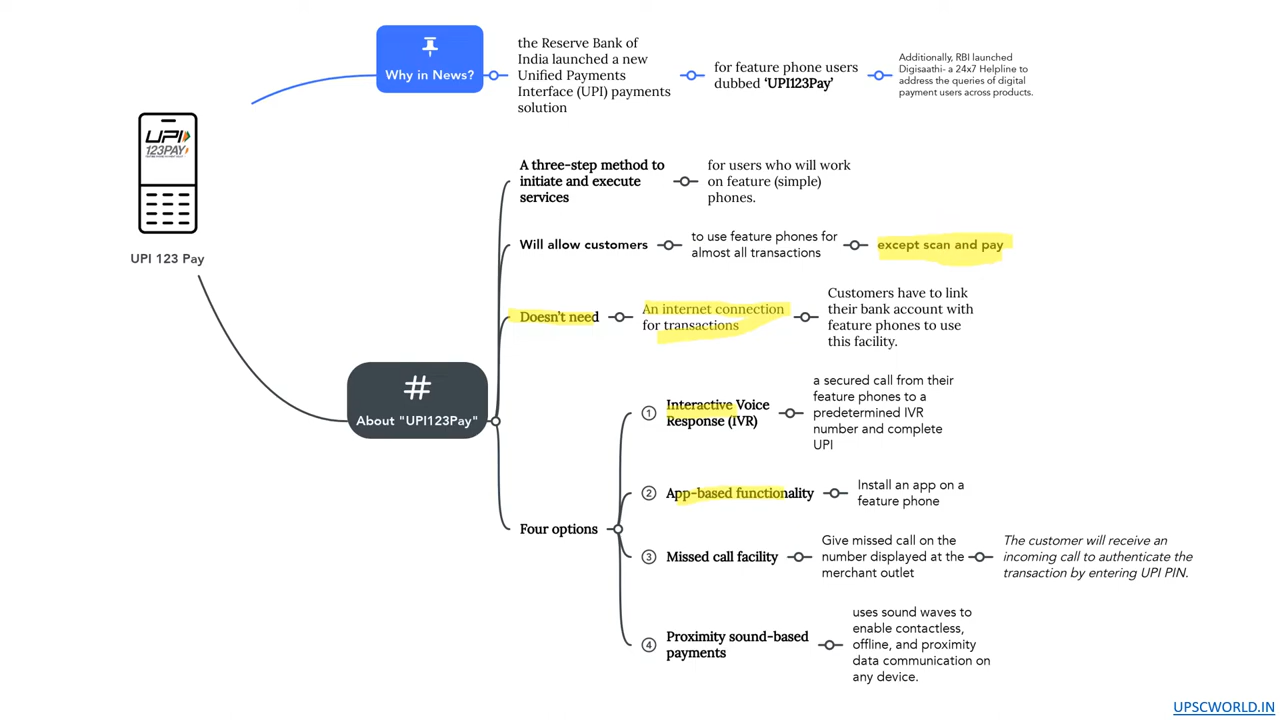 Why in News?
the Reserve Bank of
India launched a new
Unified Payments
Interface (UPI) payments
solution
for feature phone users
dubbed ‘UPI123Pay’
Additionally, RBI launched
Digisaathi- a 24x7 Helpline to
address the queries of digital
payment users across products.
UPI
123PAY
UPI 123 Pay
#
About "UPI123Pay"
A three-step method to
initiate and execute
services
for users who will work
on feature (simple)
phones.
Will allow customers
to use feature phones for
almost all transactions
except scan and pay
Doesn't need
An internet connection
for transactions
Customers have to link
their bank account with
feature phones to use
this facility.
Four options
1
Interactive Voice
Response (IVR)
a secured call from their
feature phones to a
predetermined IVR
number and complete
UPI
2
App-based functionality
Install an app on a
feature phone
3
Missed call facility
Give missed call on the
number displayed at the
merchant outlet
The customer will receive an
incoming call to authenticate the
transaction by entering UPI PIN.
4
Proximity sound-based
payments
uses sound waves to
enable contactless,
offline, and proximity
data communication on
any device.
UPSCWORLD.IN